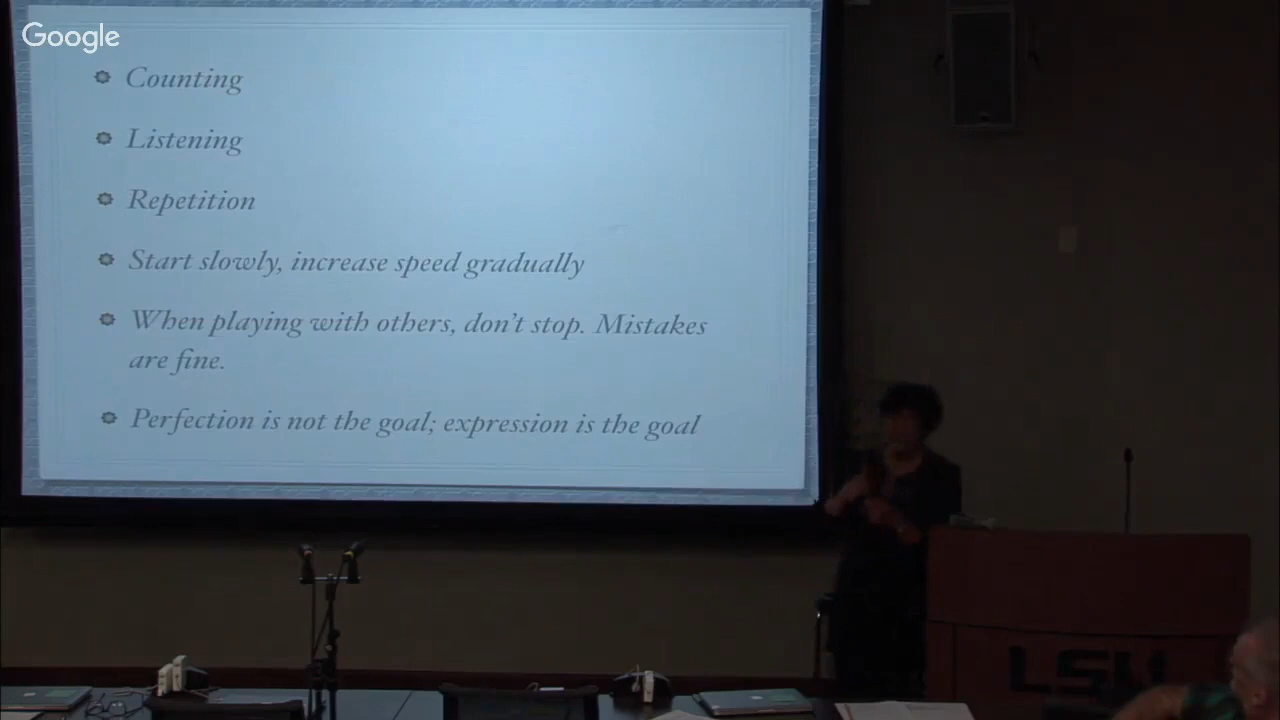 Google
Counting
Listening
Repetition
Start slowly, increase speed gradually
When playing with others, don't stop. Mistakes
are fine.
Perfection is not the goal; expression is the goal
LSU